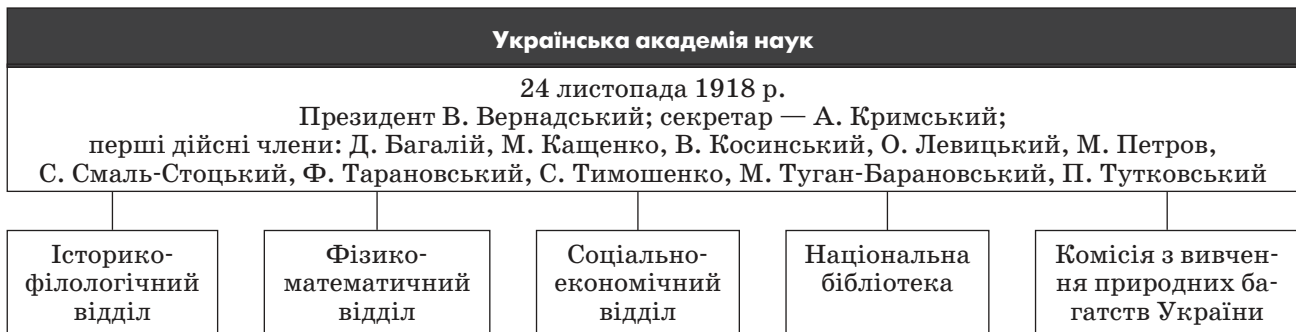 Українська академія наук
24 листопада 1918 р.
Президент В. Вернадський; секретар — А. Кримський;
перші дійсні члени: Д. Багалій, М. Кащенко, В. Косинський, О. Левицький, М. Петров,
С. Смаль-Стоцький, Ф. Тарановський, С. Тимошенко, М. Туган-Барановський, П. Тутковський
Історико-
філологічний
відділ
Фізико-
математичний
відділ
Соціально-
економічний
відділ
Національна
бібліотека
Комісія з вивчен-
ня природних ба-
гатств України